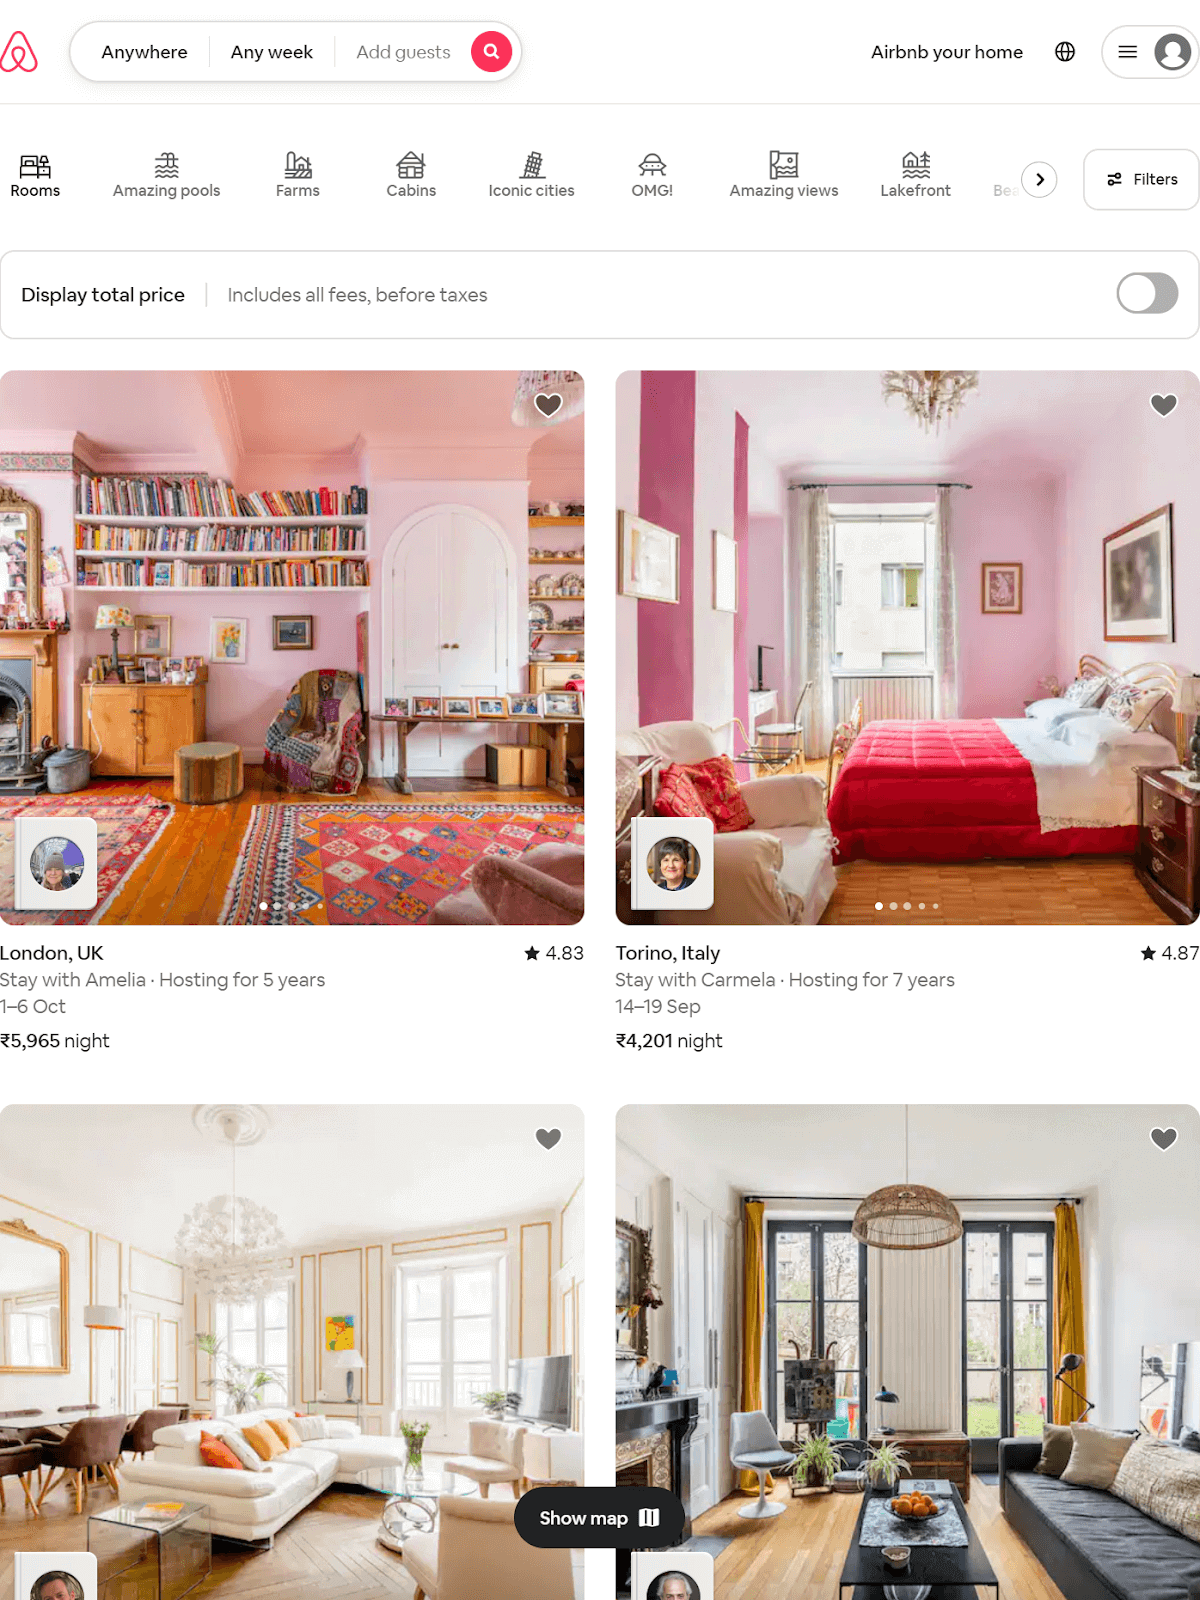 Anywhere
Any week
Add guests
Airbnb your home
Rooms
Amazing pools
Farms
Cabins
Iconic cities
OMG!
Amazing views
Lakefront
Filters
Display total price
Includes all fees, before taxes
London, UK
4.83
Stay with Amelia · Hosting for 5 years
1–6 Oct
₹5,965 night
Torino, Italy
4.87
Stay with Carmela · Hosting for 7 years
14–19 Sep
₹4,201 night
Show map